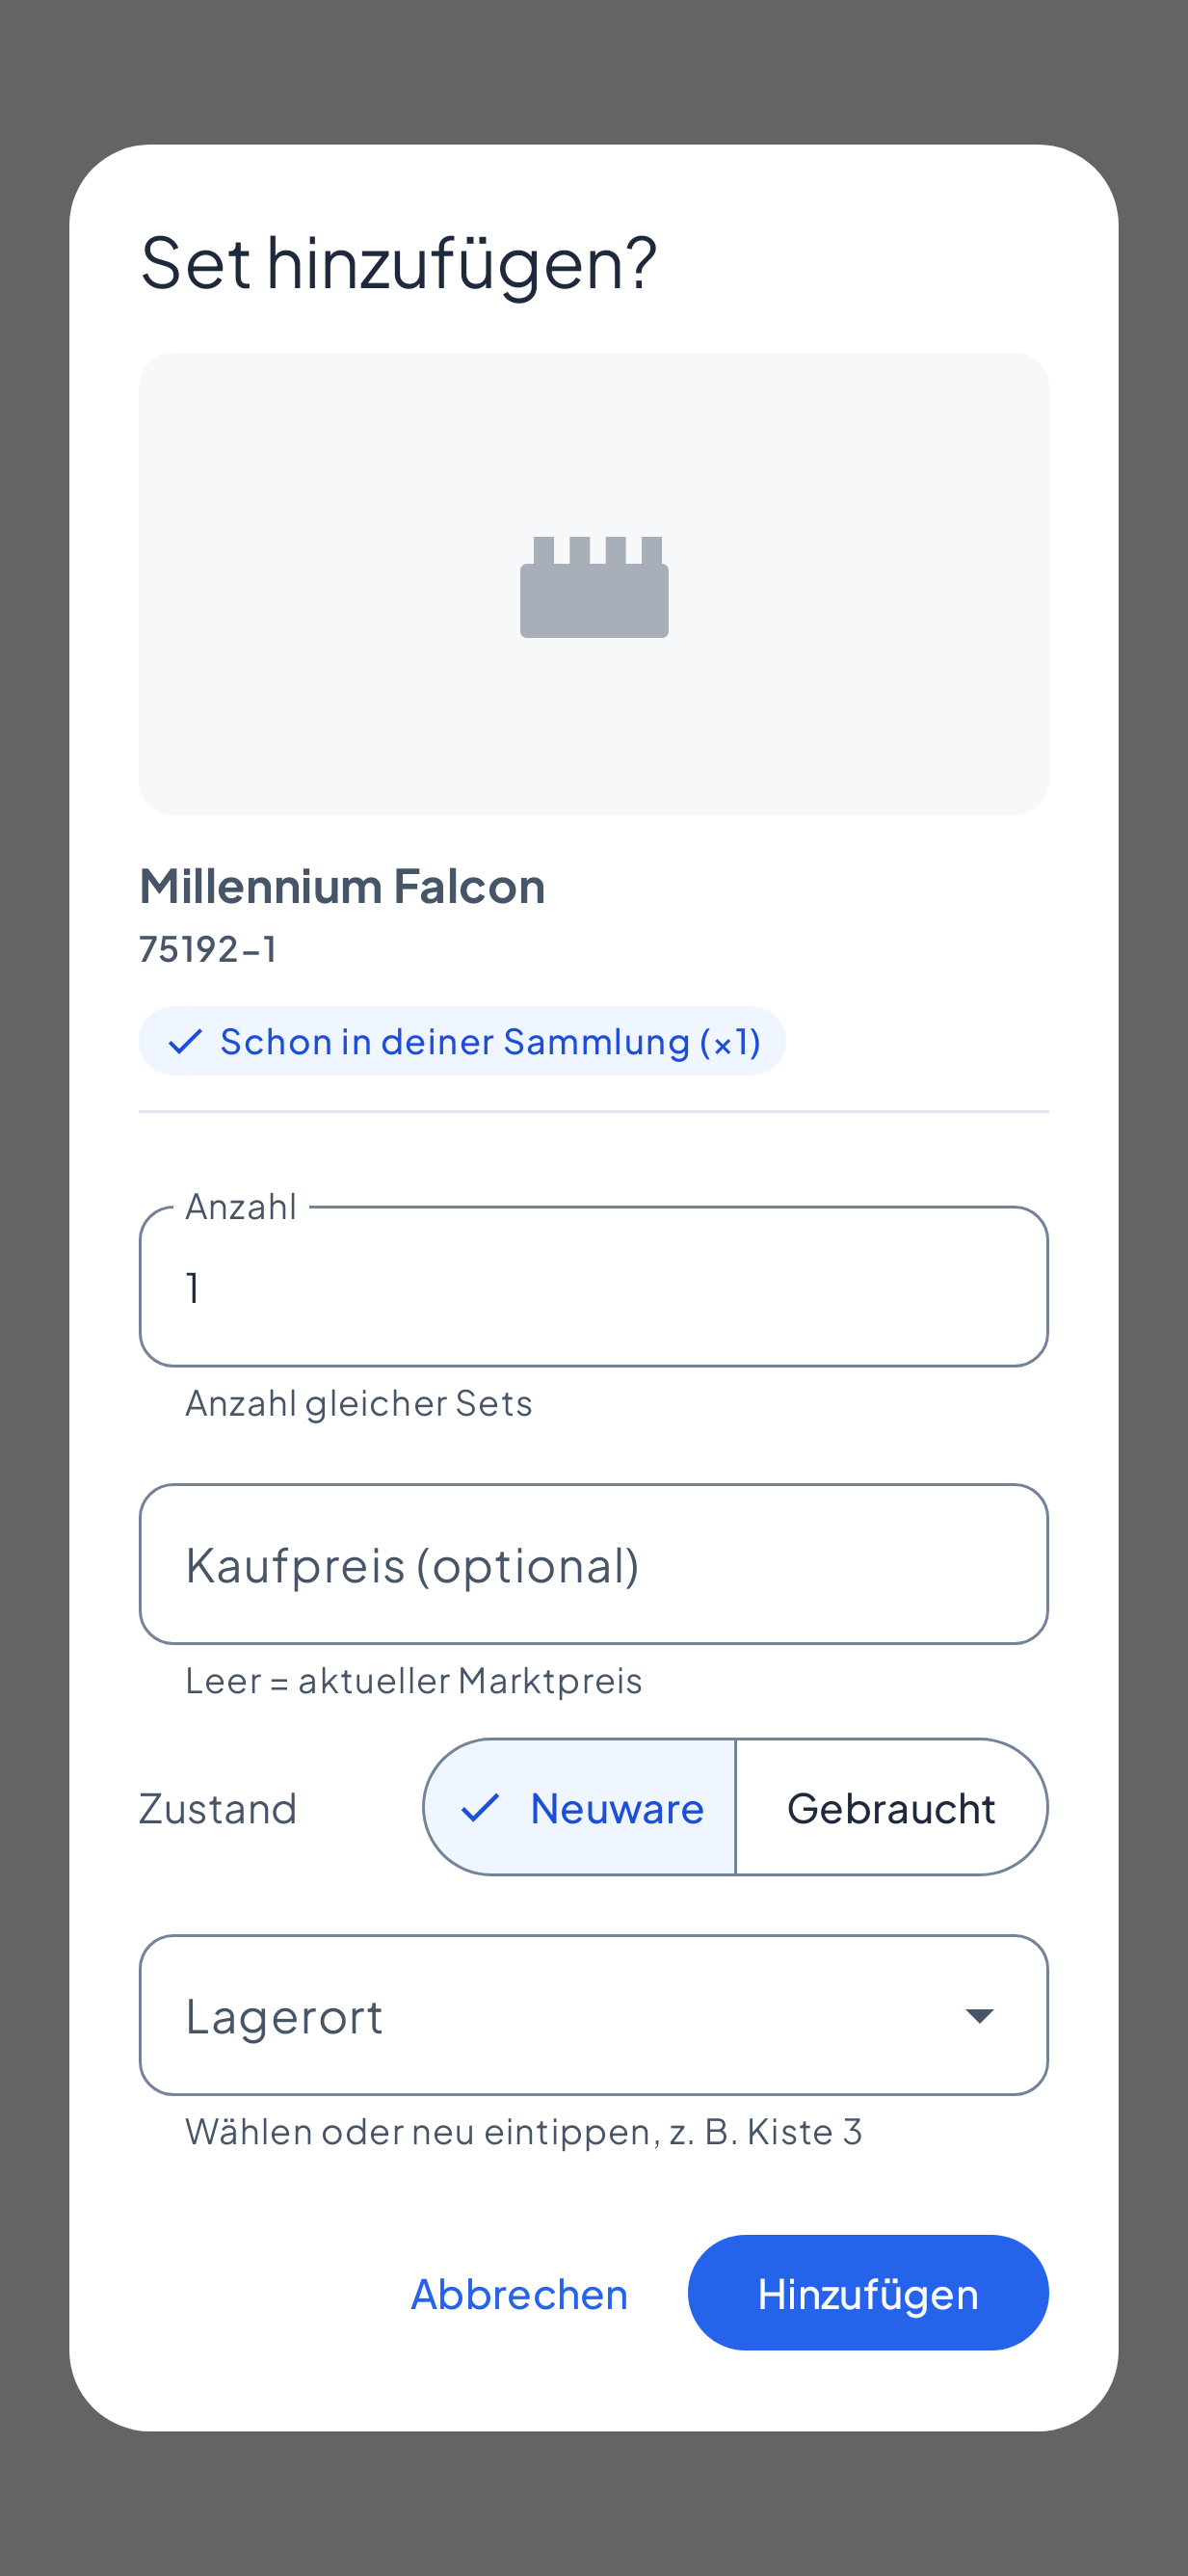 Set hinzufügen?
Millennium Falcon
75192-1
Schon in deiner Sammlung (×1)
Anzahl
1
Anzahl gleicher Sets
Kaufpreis (optional)
Leer = aktueller Marktpreis
Zustand Neuware Gebraucht
Lagerort
Wählen oder neu eintippen, z. B. Kiste 3
Abbrechen Hinzufügen